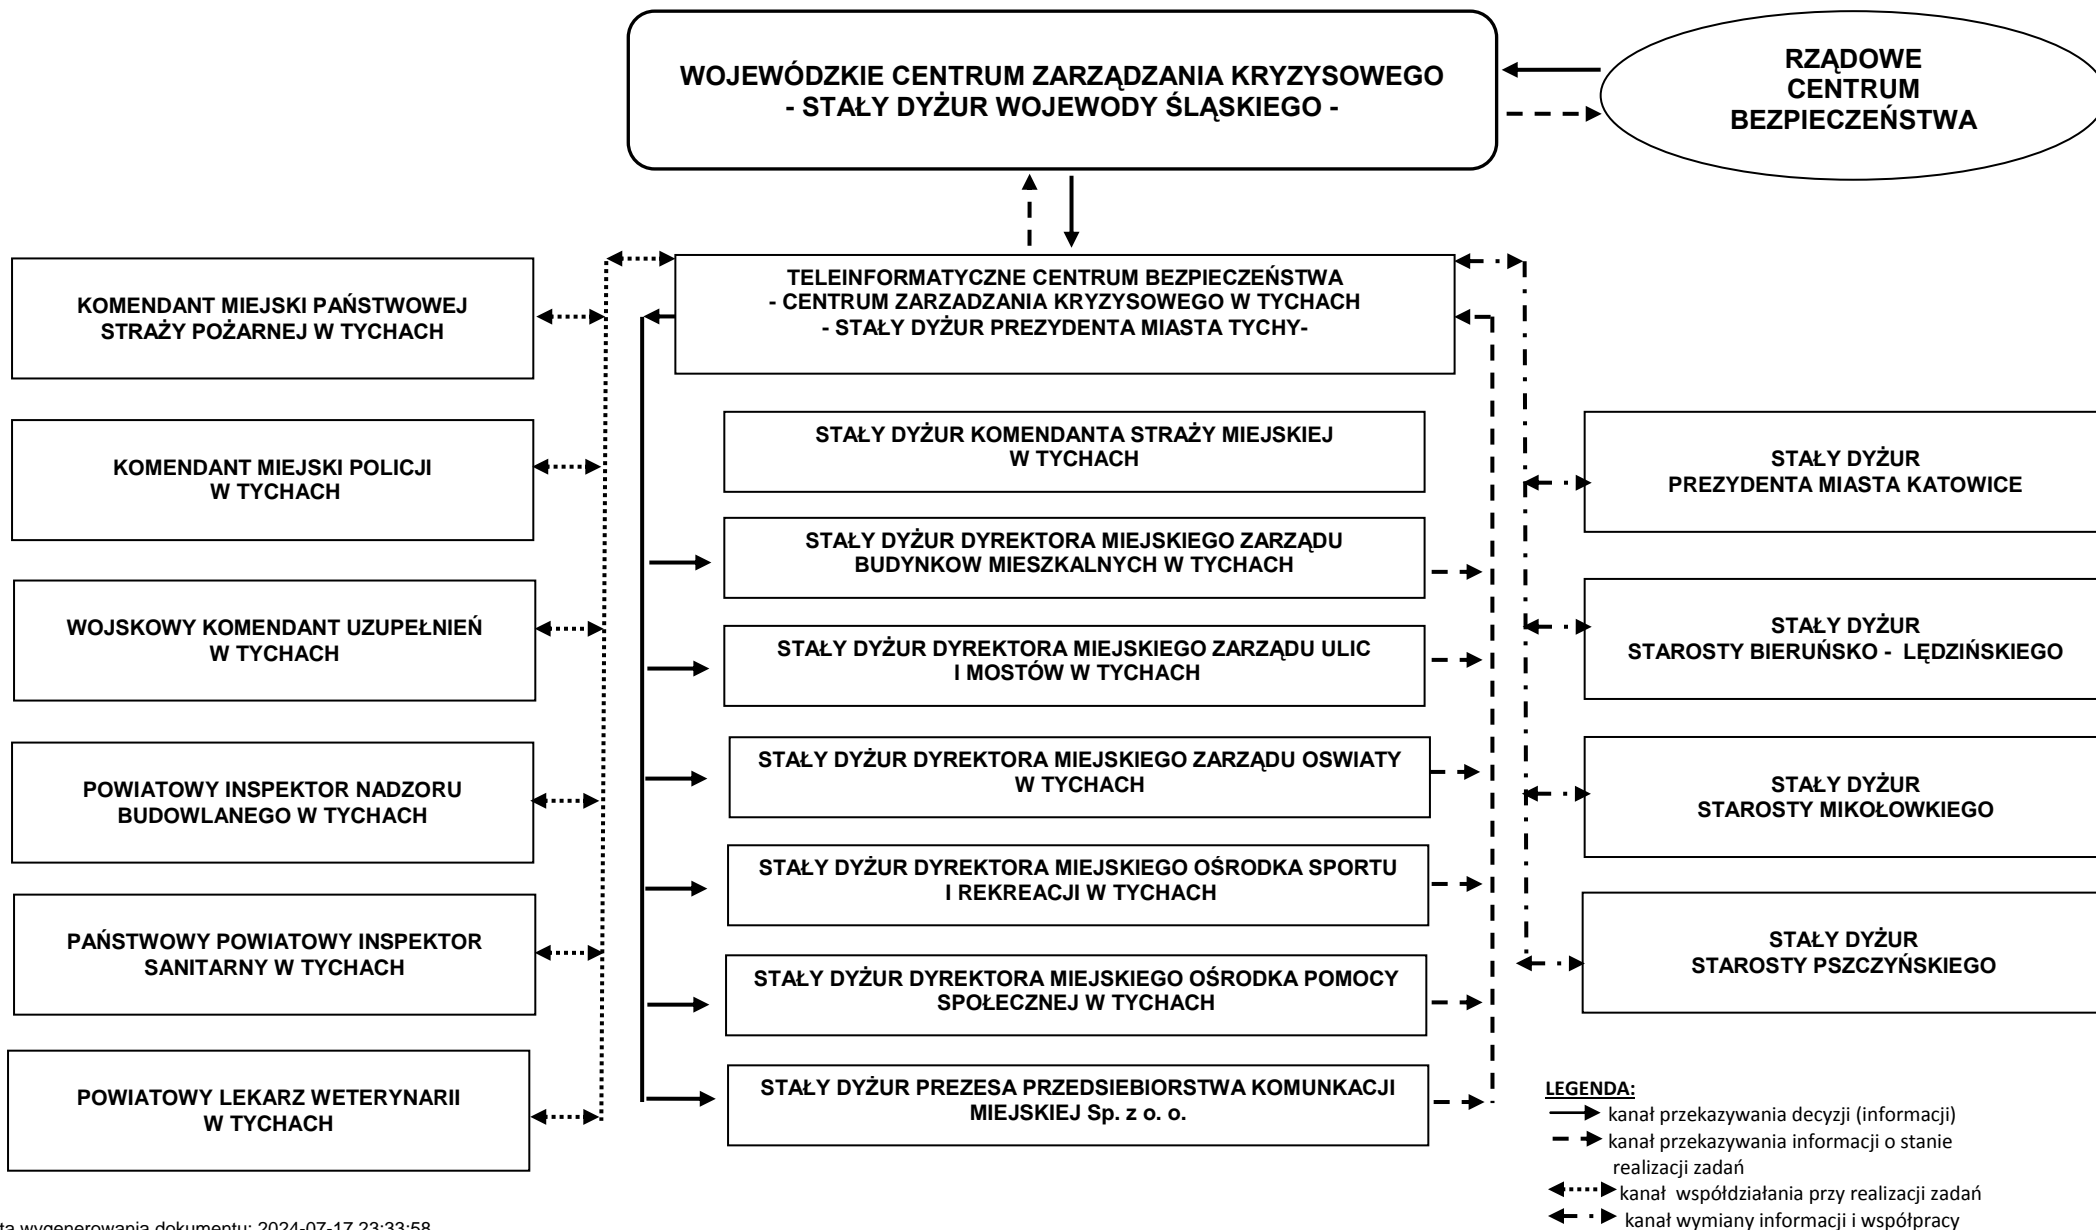 WOJEWÓDZKIE CENTRUM ZARZĄDZANIA KRYZYSOWEGO
- STAŁY DYŻUR WOJEWODY ŚLĄSKIEGO -
RZĄDOWE
CENTRUM
BEZPIECZEŃSTWA
TELEINFORMATYCZNE CENTRUM BEZPIECZEŃSTWA
- CENTRUM ZARZADZANIA KRYZYSOWEGO W TYCHACH
- STAŁY DYŻUR PREZYDENTA MIASTA TYCHY-
KOMENDANT MIEJSKI PAŃSTWOWEJ
STRAŻY POŻARNEJ W TYCHACH
KOMENDANT MIEJSKI POLICJI
W TYCHACH
WOJSKOWY KOMENDANT UZUPEŁNIEŃ
W TYCHACH
POWIATOWY INSPEKTOR NADZORU
BUDOWLANEGO W TYCHACH
PAŃSTWOWY POWIATOWY INSPEKTOR
SANITARNY W TYCHACH
POWIATOWY LEKARZ WETERYNARII
W TYCHACH
STAŁY DYŻUR KOMENDANTA STRAŻY MIEJSKIEJ
W TYCHACH
STAŁY DYŻUR DYREKTORA MIEJSKIEGO ZARZĄDU
BUDYNKOW MIESZKALNYCH W TYCHACH
STAŁY DYŻUR DYREKTORA MIEJSKIEGO ZARZĄDU ULIC
I MOSTÓW W TYCHACH
STAŁY DYŻUR DYREKTORA MIEJSKIEGO ZARZĄDU OSWIATY
W TYCHACH
STAŁY DYŻUR DYREKTORA MIEJSKIEGO OŚRODKA SPORTU
I REKREACJI W TYCHACH
STAŁY DYŻUR DYREKTORA MIEJSKIEGO OŚRODKA POMOCY
SPOŁECZNEJ W TYCHACH
STAŁY DYŻUR PREZESA PRZEDSIEBIORSTWA KOMUNKACJI
MIEJSKIEJ Sp. z o. o.
STAŁY DYŻUR
PREZYDENTA MIASTA KATOWICE
STAŁY DYŻUR
STAROSTY BIERUŃSKO - LĘDZIŃSKIEGO
STAŁY DYŻUR
STAROSTY MIKOŁOWKIEGO
STAŁY DYŻUR
STAROSTY PSZCZYŃSKIEGO
LEGENDA:
kanał przekazywania decyzji (informacji)
kanał przekazywania informacji o stanie
realizacji zadań
kanał współdziałania przy realizacji zadań
kanał wymiany informacji i współpracy
wygenerowania dokumentu: 2024-07-17 23:33:58